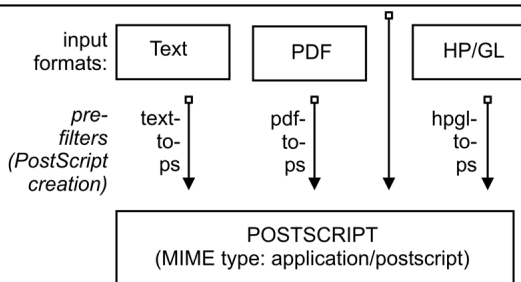 input
formats:
Text
PDF
HP/GL
pre-
filters
(PostScript
creation)
text-
to-
ps
pdf-
to-
ps
hpgl-
to-
ps
POSTSCRIPT
(MIME type: application/postscript)